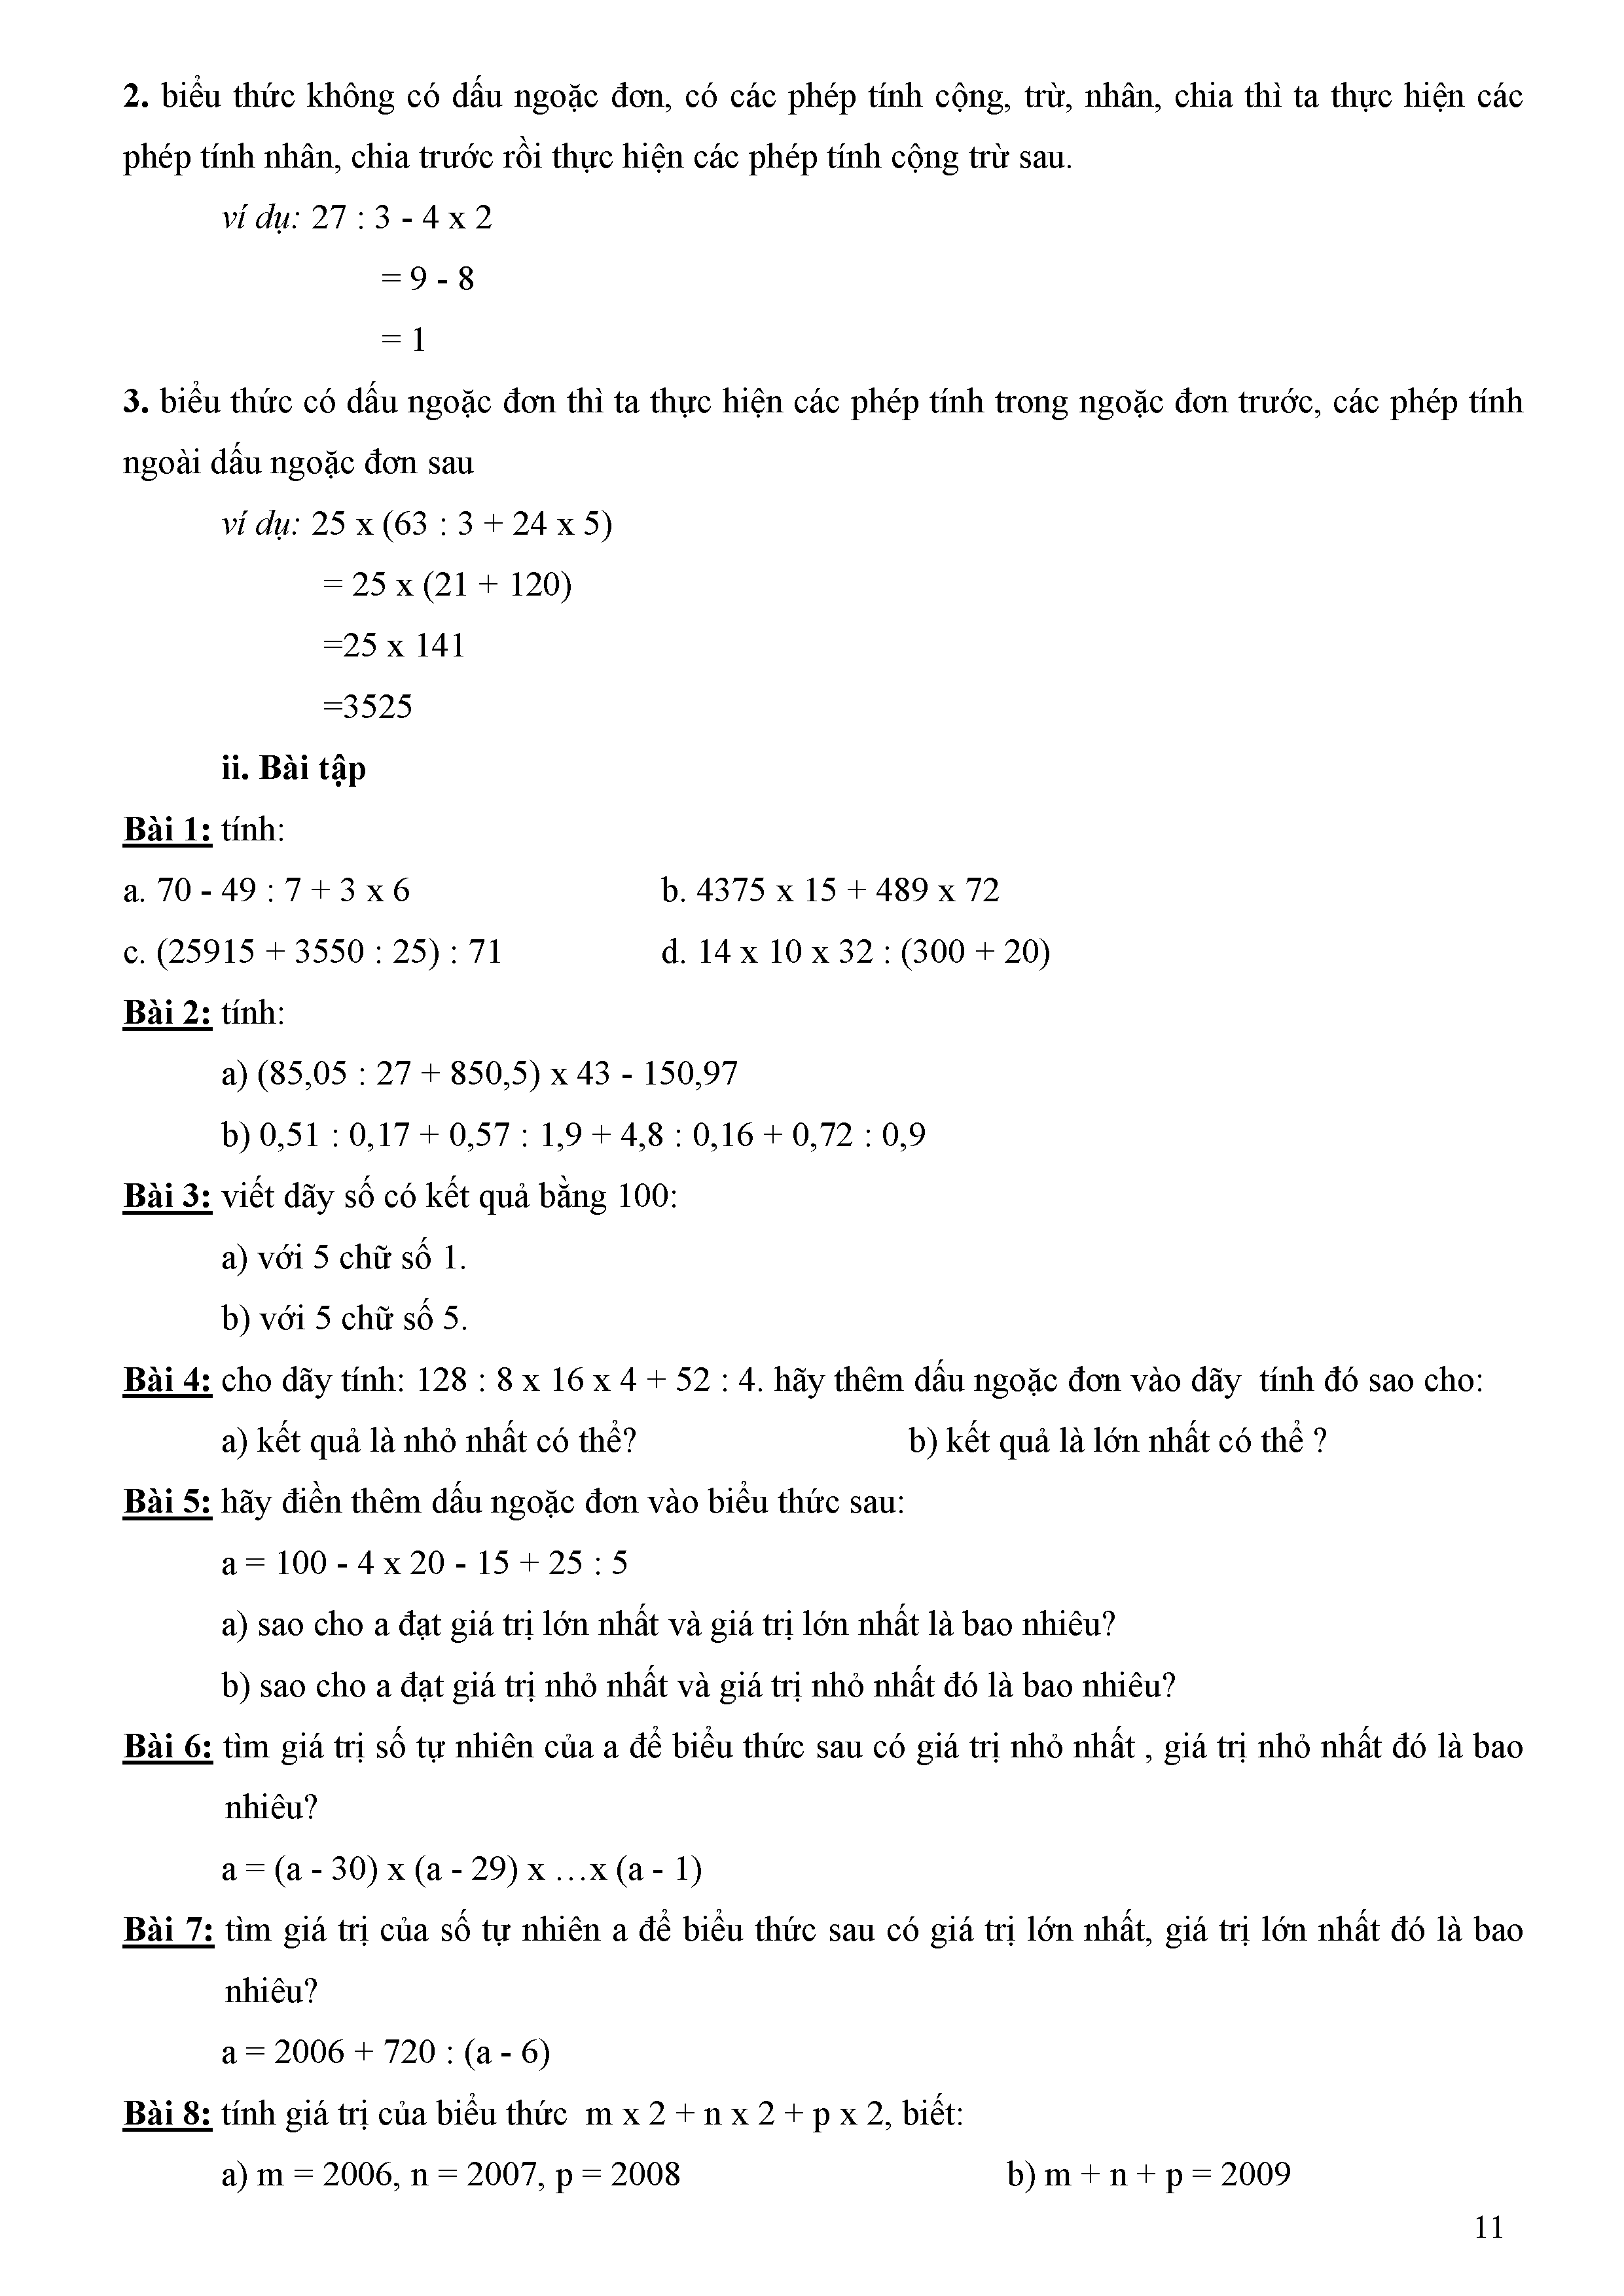 2. biểu thức không có dấu ngoặc đơn, có các phép tính cộng, trừ, nhân, chia thì ta thực hiện các
phép tính nhân, chia trước rồi thực hiện các phép tính cộng trừ sau.
ví dụ: 27 : 3 - 4 x 2
= 9 - 8
= 1
3. biểu thức có dấu ngoặc đơn thì ta thực hiện các phép tính trong ngoặc đơn trước, các phép tính
ngoài dấu ngoặc đơn sau
ví dụ: 25 x (63 : 3 + 24 x 5)
= 25 x (21 + 120)
=25 x 141
=3525
ii. Bài tập
Bài 1: tính:
a. 70 - 49 : 7 + 3 x 6 b. 4375 x 15 + 489 x 72
c. (25915 + 3550 : 25) : 71 d. 14 x 10 x 32 : (300 + 20)
Bài 2: tính:
a) (85,05 : 27 + 850,5) x 43 - 150,97
b) 0,51 : 0,17 + 0,57 : 1,9 + 4,8 : 0,16 + 0,72 : 0,9
Bài 3: viết dãy số có kết quả bằng 100:
a) với 5 chữ số 1.
b) với 5 chữ số 5.
Bài 4: cho dãy tính: 128 : 8 x 16 x 4 + 52 : 4. hãy thêm dấu ngoặc đơn vào dãy tính đó sao cho:
a) kết quả là nhỏ nhất có thể? b) kết quả là lớn nhất có thể ?
Bài 5: hãy điền thêm dấu ngoặc đơn vào biểu thức sau:
a = 100 - 4 x 20 - 15 + 25 : 5
a) sao cho a đạt giá trị lớn nhất và giá trị lớn nhất là bao nhiêu?
b) sao cho a đạt giá trị nhỏ nhất và giá trị nhỏ nhất đó là bao nhiêu?
Bài 6: tìm giá trị số tự nhiên của a để biểu thức sau có giá trị nhỏ nhất , giá trị nhỏ nhất đó là bao
nhiêu?
a = (a - 30) x (a - 29) x …x (a - 1)
Bài 7: tìm giá trị của số tự nhiên a để biểu thức sau có giá trị lớn nhất, giá trị lớn nhất đó là bao
nhiêu?
a = 2006 + 720 : (a - 6)
Bài 8: tính giá trị của biểu thức m x 2 + n x 2 + p x 2, biết:
a) m = 2006, n = 2007, p = 2008 b) m + n + p = 2009
11